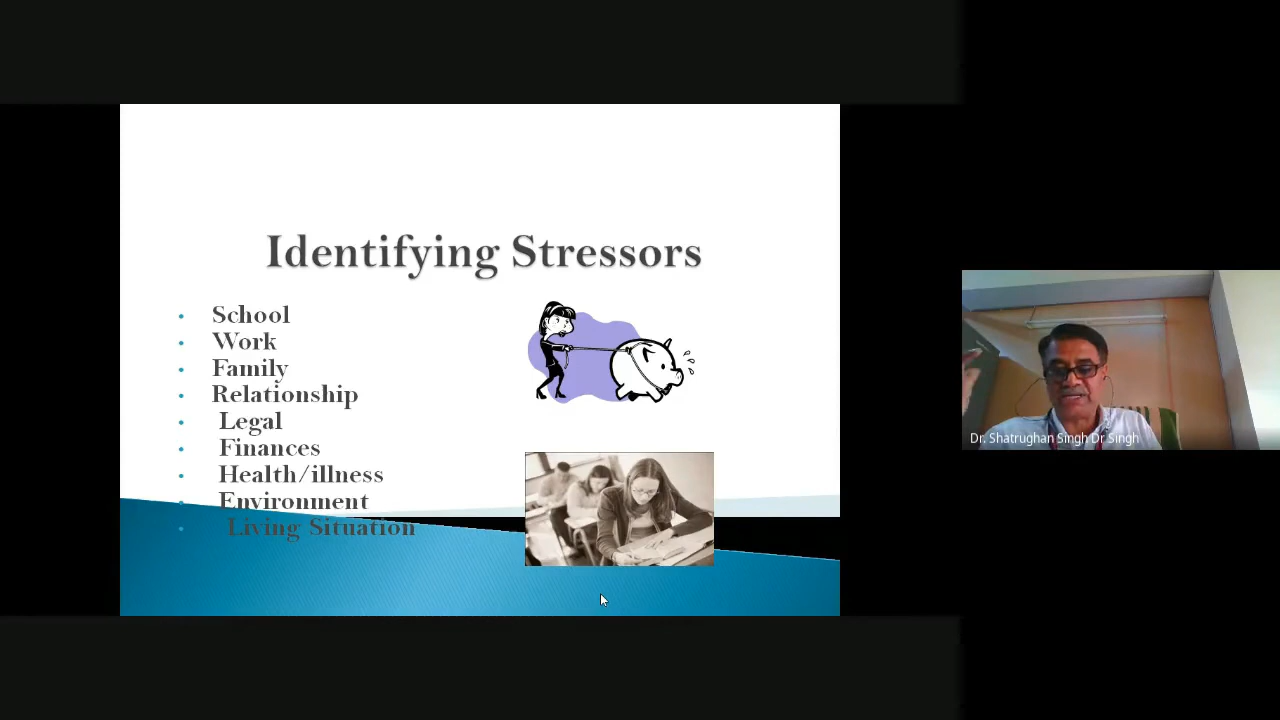 Identifying Stressors
School
Work
Family
Relationship
Legal
Finances
Health/illness
Environment
Living Situation
Dr. Shatrughan Singh Dr Singh